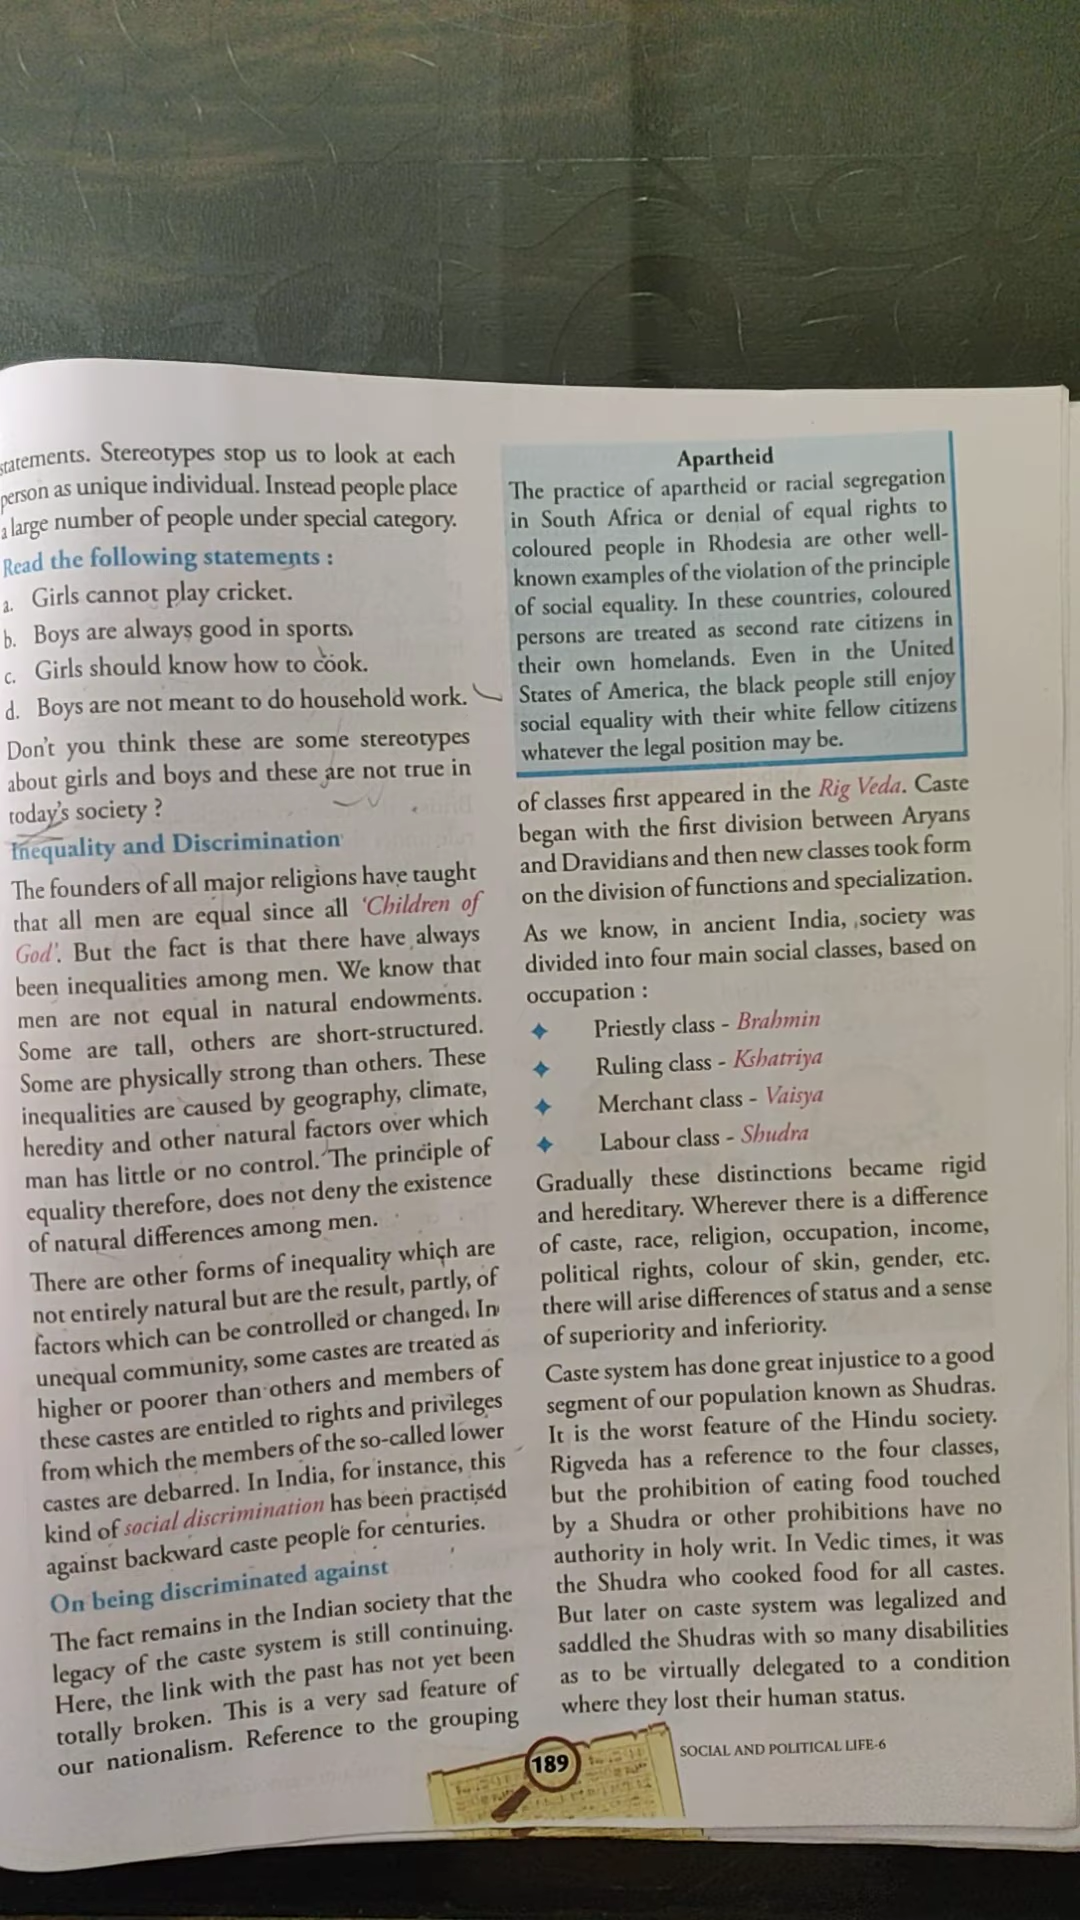 statements. Stereotypes stop us to look at each
person as unique individual. Instead people place
a large number of people under special category.
Read the following statements :
a. Girls cannot play cricket.
b. Boys are always good in sports.
c. Girls should know how to cook.
d. Boys are not meant to do household work.
Don't you think these are some stereotypes
about girls and boys and these are not true in
today's society ?
Inequality and Discrimination
The founders of all major religions have taught
that all men are equal since all 'Children of
God'. But the fact is that there have always
been inequalities among men. We know that
men are not equal in natural endowments.
Some are tall, others are short-structured.
Some are physically strong than others. These
inequalities are caused by geography, climate,
heredity and other natural factors over which
man has little or no control. The principle of
equality therefore, does not deny the existence
of natural differences among men.
There are other forms of inequality which are
not entirely natural but are the result, partly, of
factors which can be controlled or changed. In
unequal community, some castes are treated as
higher or poorer than others and members of
these castes are entitled to rights and privileges
from which the members of the so-called lower
castes are debarred. In India, for instance, this
kind of social discrimination has been practised
against backward caste people for centuries.
On being discriminated against
The fact remains in the Indian society that the
legacy of the caste system is still continuing.
Here, the link with the past has not yet been
totally broken. This is a very sad feature of
our nationalism. Reference to the grouping
Apartheid
The practice of apartheid or racial segregation
in South Africa or denial of equal rights to
coloured people in Rhodesia are other well-
known examples of the violation of the principle
of social equality. In these countries, coloured
persons are treated as second rate citizens in
their own homelands. Even in the United
States of America, the black people still enjoy
social equality with their white fellow citizens
whatever the legal position may be.
of classes first appeared in the Rig Veda. Caste
began with the first division between Aryans
and Dravidians and then new classes took form
on the division of functions and specialization.
As we know, in ancient India, society was
divided into four main social classes, based on
occupation :
Priestly class - Brahmin
Ruling class - Kshatriya
Merchant class - Vaisya
Labour class - Shudra
Gradually these distinctions became rigid
and hereditary. Wherever there is a difference
of caste, race, religion, occupation, income,
political rights, colour of skin, gender, etc.
there will arise differences of status and a sense
of superiority and inferiority.
Caste system has done great injustice to a good
segment of our population known as Shudras.
It is the worst feature of the Hindu society.
Rigveda has a reference to the four classes,
but the prohibition of eating food touched
by a Shudra or other prohibitions have no
authority in holy writ. In Vedic times, it was
the Shudra who cooked food for all castes.
But later on caste system was legalized and
saddled the Shudras with so many disabilities
as to be virtually delegated to a condition
where they lost their human status.
189
SOCIAL AND POLITICAL LIFE-6